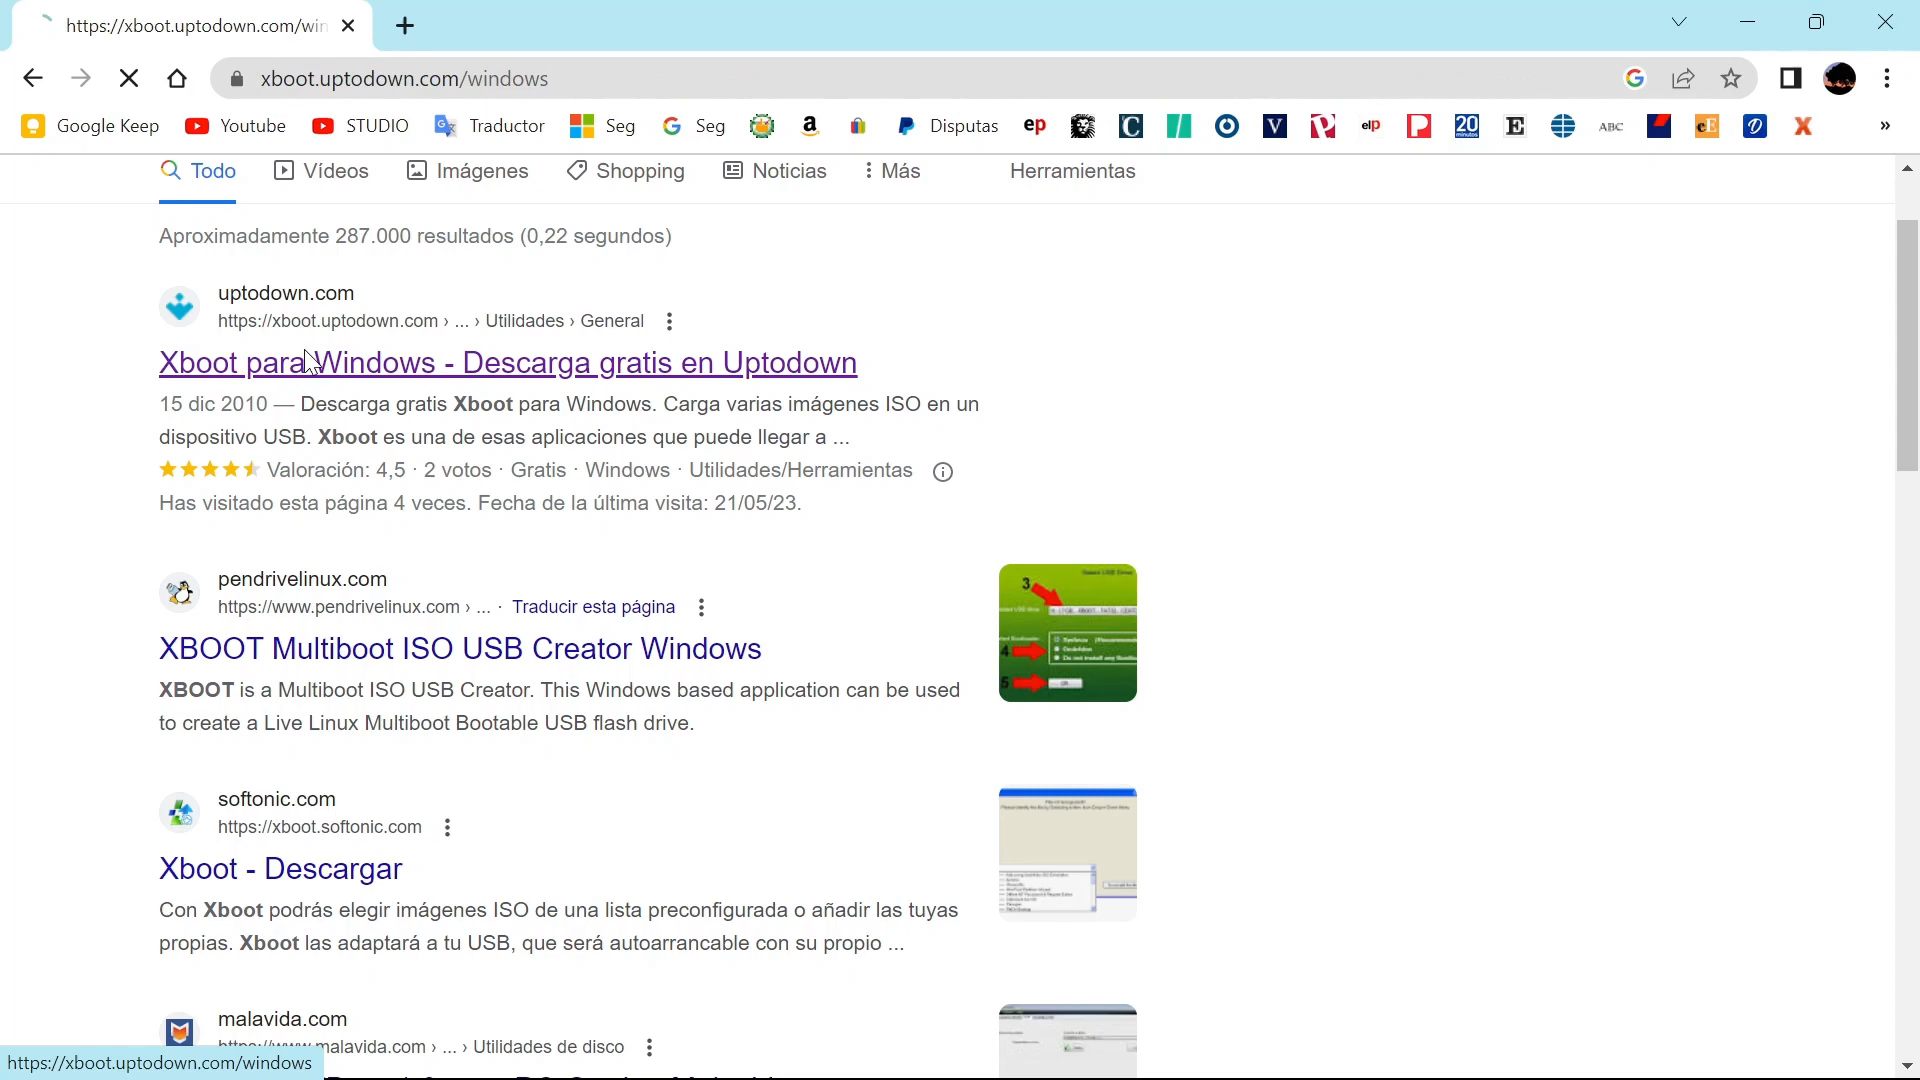 https://xboot.uptodown.com/win
xboot.uptodown.com/windows
Google Keep Youtube STUDIO Traductor Seg Seg a Disputas ep C V elp 20 minutos E ABC eE X »
Todo Vídeos Imágenes Shopping Noticias Más Herramientas
Aproximadamente 287.000 resultados (0,22 segundos)
uptodown.com
https://xboot.uptodown.com › ... › Utilidades › General
Xboot para Windows - Descarga gratis en Uptodown
15 dic 2010 — Descarga gratis Xboot para Windows. Carga varias imágenes ISO en un
dispositivo USB. Xboot es una de esas aplicaciones que puede llegar a ...
Valoración: 4,5 · 2 votos · Gratis · Windows · Utilidades/Herramientas
Has visitado esta página 4 veces. Fecha de la última visita: 21/05/23.
pendrivelinux.com
https://www.pendrivelinux.com › ... · Traducir esta página
XBOOT Multiboot ISO USB Creator Windows
XBOOT is a Multiboot ISO USB Creator. This Windows based application can be used
to create a Live Linux Multiboot Bootable USB flash drive.
3
4
5
softonic.com
https://xboot.softonic.com
Xboot - Descargar
Con Xboot podrás elegir imágenes ISO de una lista preconfigurada o añadir las tuyas
propias. Xboot las adaptará a tu USB, que será autoarrancable con su propio ...
malavida.com
malavida.com › ... › Utilidades de disco
https://xboot.uptodown.com/windows